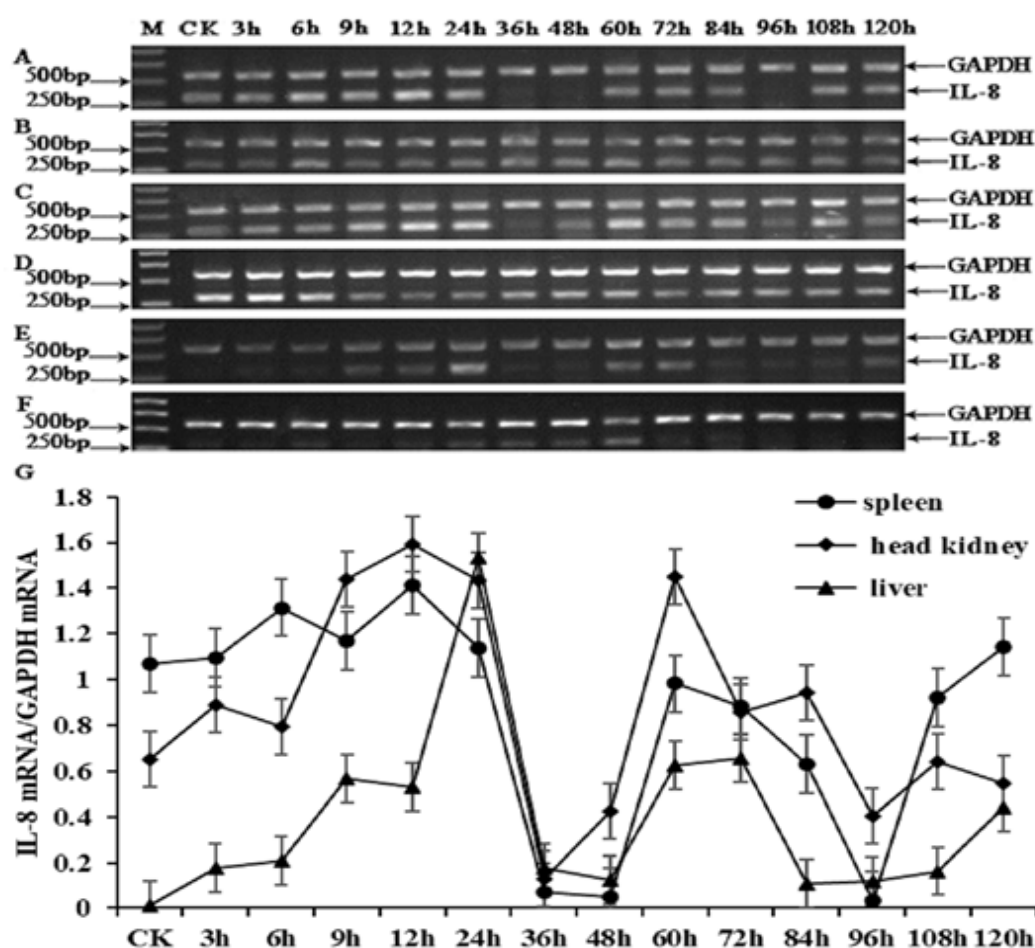 M CK 3h 6h 9h 12h 24h 36h 48h 60h 72h 84h 96h 108h 120h
A
GAPDH
500bp
IL-8
250bp
B
GAPDH
500bp
IL-8
250bp
C
GAPDH
500bp
IL-8
250bp
D
GAPDH
500bp
IL-8
250bp
E
GAPDH
500bp
IL-8
250bp
F
GAPDH
500bp
IL-8
250bp
G
IL-8 mRNA/GAPDH mRNA
1.8
1.6
1.4
1.2
1
0.8
0.6
0.4
0.2
0
spleen
head kidney
liver
CK 3h 6h 9h 12h 24h 36h 48h 60h 72h 84h 96h 108h 120h